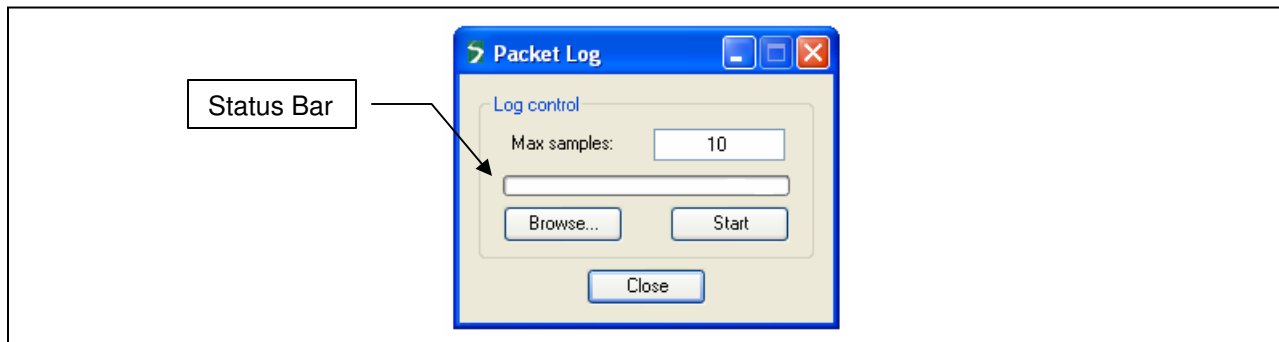 Packet Log
Status Bar
Log control
Max samples: 10
Browse... Start
Close